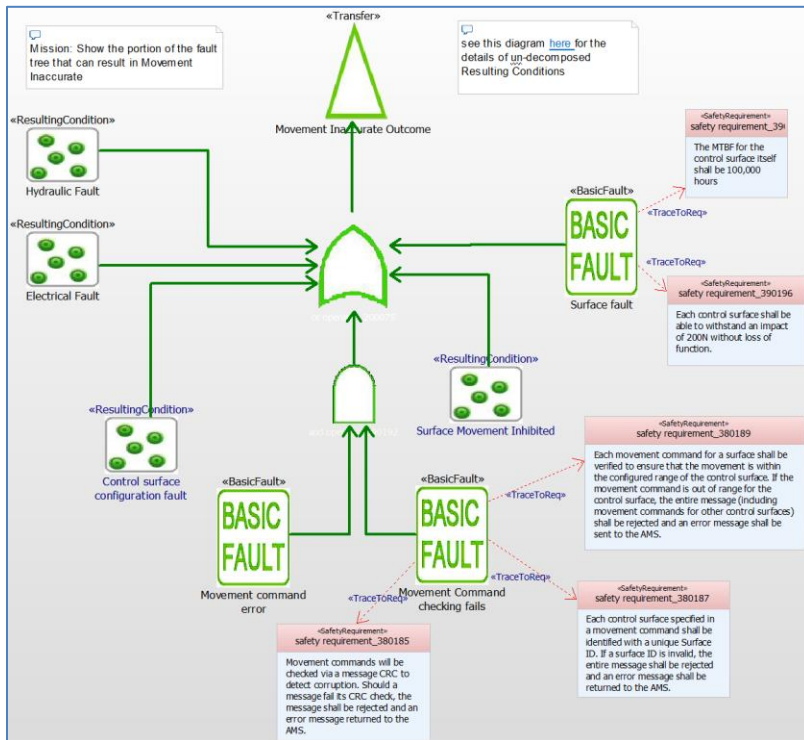 «Transfer»
Mission: Show the portion of the fault
tree that can result in Movement
Inaccurate
see this diagram here for the
details of un-decomposed
Resulting Conditions
Movement Inaccurate Outcome
«ResultingCondition»
Hydraulic Fault
«SafetyRequirement»
The MTBF for the
control surface itself
shall be 100,000
hours
«BasicFault»
BASIC
FAULT
Surface fault
«TraceToReq»
«TraceToReq»
«ResultingCondition»
Electrical Fault
«SafetyRequirement»
safety requirement_390196
Each control surface shall be
able to withstand an impact
of 200N without loss of
function.
«ResultingCondition»
Surface Movement Inhibited
«ResultingCondition»
Control surface
configuration fault
«SafetyRequirement»
safety requirement_380189
Each movement command for a surface shall be
verified to ensure that the movement is within
the configured range of the control surface. If the
movement command is out of range for the
control surface, the entire message (including
movement commands for other control surfaces)
shall be rejected and an error message shall be
sent to the AMS.
«BasicFault»
BASIC
FAULT
Movement command
error
«BasicFault»
BASIC
FAULT
Movement Command
checking fails
«TraceToReq»
«TraceToReq»
«TraceToReq»
«SafetyRequirement»
safety requirement_380187
Each control surface specified in
a movement command shall be
identified with a unique Surface
ID. If a surface ID is invalid, the
entire message shall be rejected
and an error message shall be
returned to the AMS.
«SafetyRequirement»
safety requirement_380185
Movement commands will be
checked via a message CRC to
detect corruption. Should a
message fail its CRC check, the
message shall be rejected and an
error message returned to the
AMS.